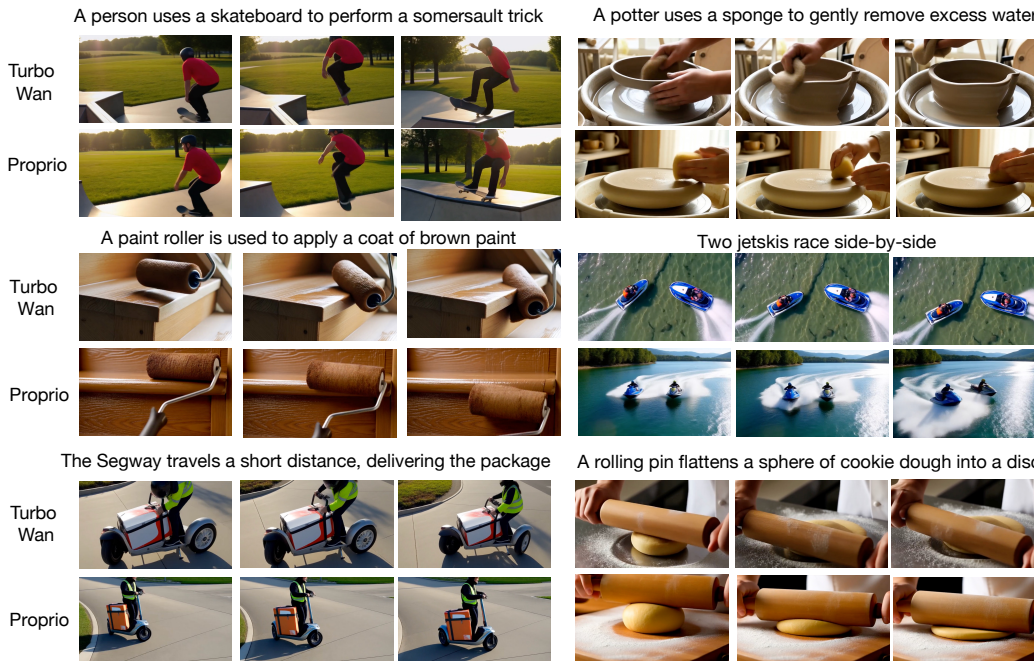 A person uses a skateboard to perform a somersault trick
A potter uses a sponge to gently remove excess water
Turbo
Wan
Proprio
A paint roller is used to apply a coat of brown paint
Two jetskis race side-by-side
Turbo
Wan
Proprio
The Segway travels a short distance, delivering the package
A rolling pin flattens a sphere of cookie dough into a disc
Turbo
Wan
Proprio